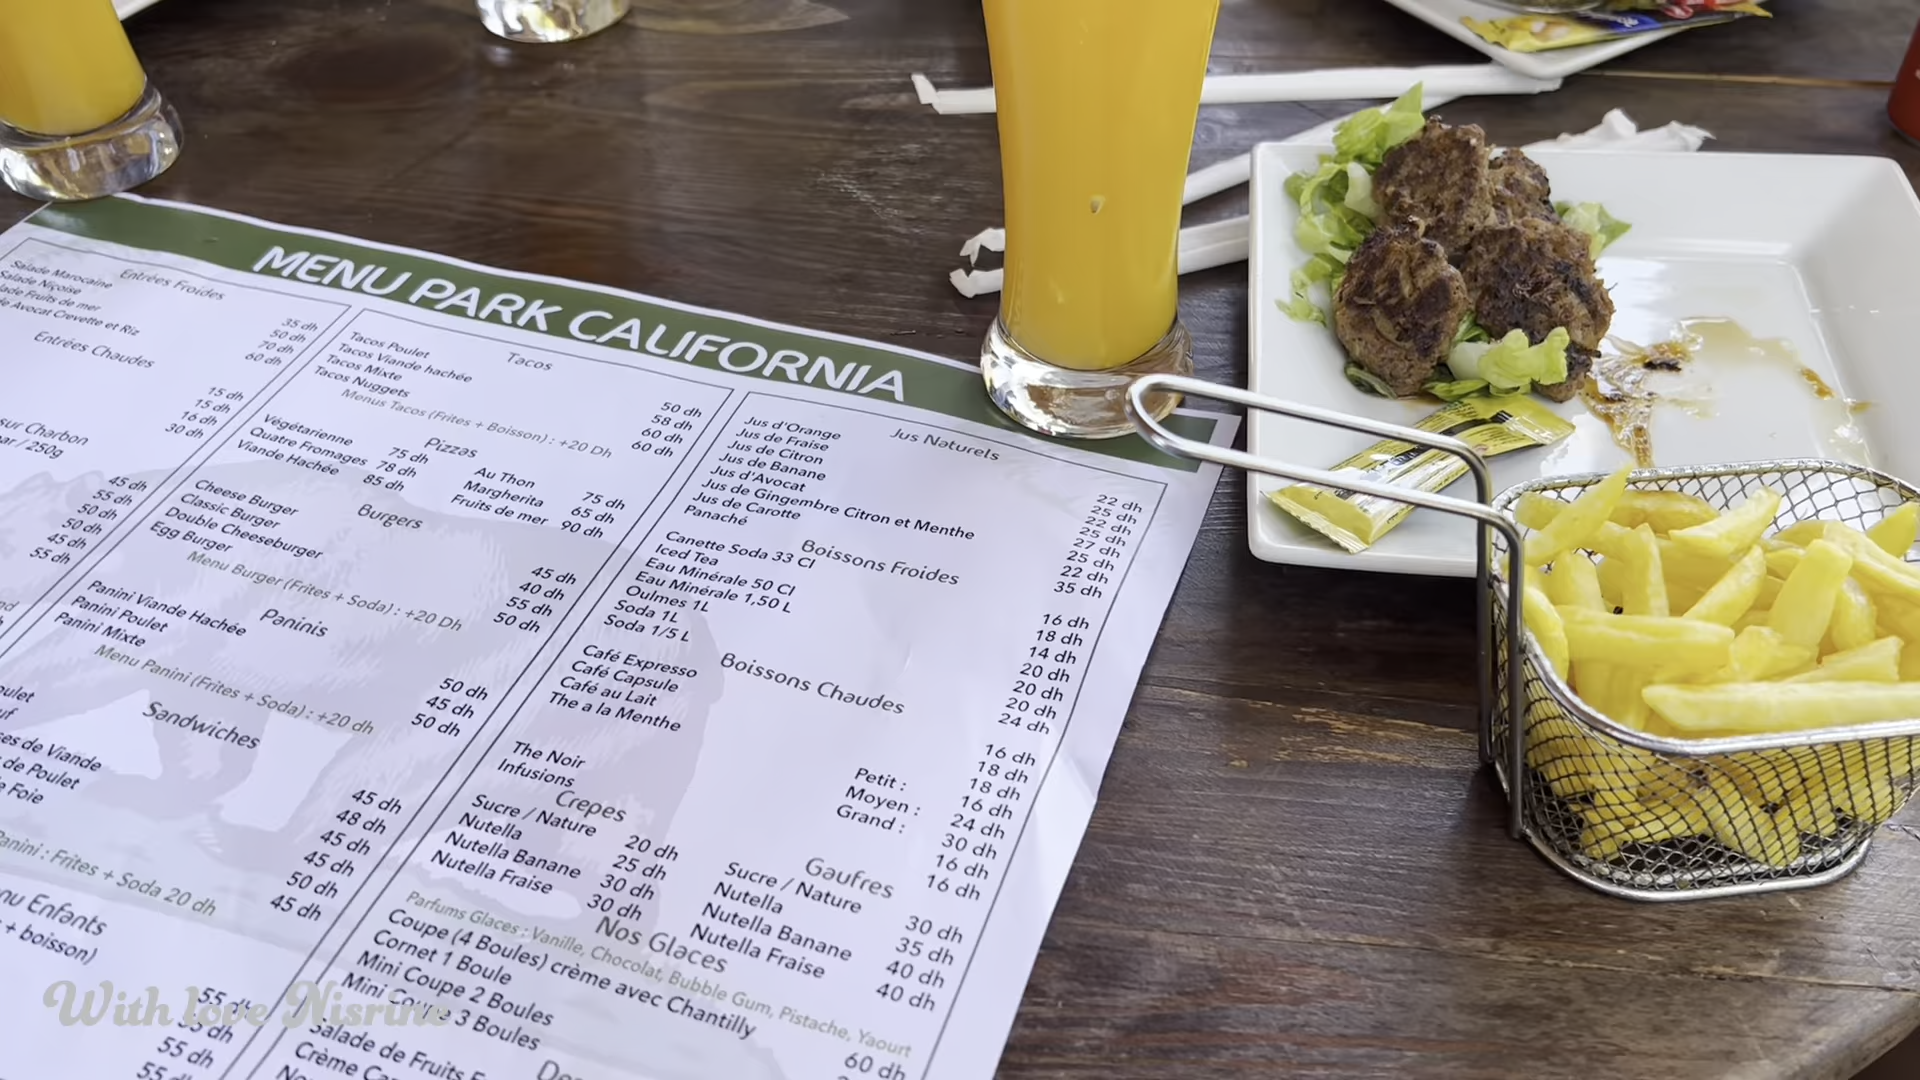 MENU PARK CALIFORNIA
Entrées Froides
Salade Marocaine 35 dh
Salade Niçoise 50 dh
Fruits de mer 70 dh
Avocat Crevette et Riz 60 dh
Entrées Chaudes
15 dh
15 dh
16 dh
30 dh
sur Charbon
/ 250g
45 dh
55 dh
50 dh
50 dh
45 dh
55 dh
de Viande
de Poulet
Foie
Panini : Frites + Soda 20 dh
Enfants
+ boisson)
55 dh
55 dh
55 dh
55 dh
Tacos
Tacos Poulet 50 dh
Tacos Viande hachée 58 dh
Tacos Mixte 60 dh
Tacos Nuggets 60 dh
Menus Tacos (Frites + Boisson) : +20 Dh
Pizzas
Végétarienne 75 dh
Quatre Fromages 78 dh
Viande Hachée 85 dh
Au Thon 75 dh
Margherita 65 dh
Fruits de mer 90 dh
Burgers
Cheese Burger 45 dh
Classic Burger 40 dh
Double Cheeseburger 55 dh
Egg Burger 50 dh
Menu Burger (Frites + Soda) : +20 Dh
Paninis
Panini Viande Hachée 50 dh
Panini Poulet 45 dh
Panini Mixte 50 dh
Menu Panini (Frites + Soda) : +20 dh
Sandwiches
45 dh
48 dh
45 dh
45 dh
50 dh
45 dh
Jus Naturels
Jus d'Orange 22 dh
Jus de Fraise 25 dh
Jus de Citron 22 dh
Jus de Banane 25 dh
Jus d'Avocat 27 dh
Jus de Gingembre Citron et Menthe 25 dh
Jus de Carotte 22 dh
Panaché 35 dh
Boissons Froides
Canette Soda 33 Cl 16 dh
Iced Tea 18 dh
Eau Minérale 50 Cl 14 dh
Eau Minérale 1,50 L 20 dh
Oulmes 1L 20 dh
Soda 1L 20 dh
Soda 1/5 L 24 dh
Boissons Chaudes
Café Expresso 16 dh
Café Capsule 18 dh
Café au Lait 18 dh
The a la Menthe Petit : 16 dh
Moyen : 24 dh
Grand : 30 dh
The Noir 16 dh
Infusions 16 dh
Crepes
Sucre / Nature 20 dh
Nutella 25 dh
Nutella Banane 30 dh
Nutella Fraise 30 dh
Gaufres
Sucre / Nature 30 dh
Nutella 35 dh
Nutella Banane 40 dh
Nutella Fraise 40 dh
Nos Glaces
Parfums Glaces : Vanille, Chocolat, Bubble Gum, Pistache, Yaourt
Coupe (4 Boules) crème avec Chantilly 60 dh
Cornet 1 Boule
Mini Coupe 2 Boules
Mini Coupe 3 Boules
Salade de Fruits
Crème
With love Nisrine